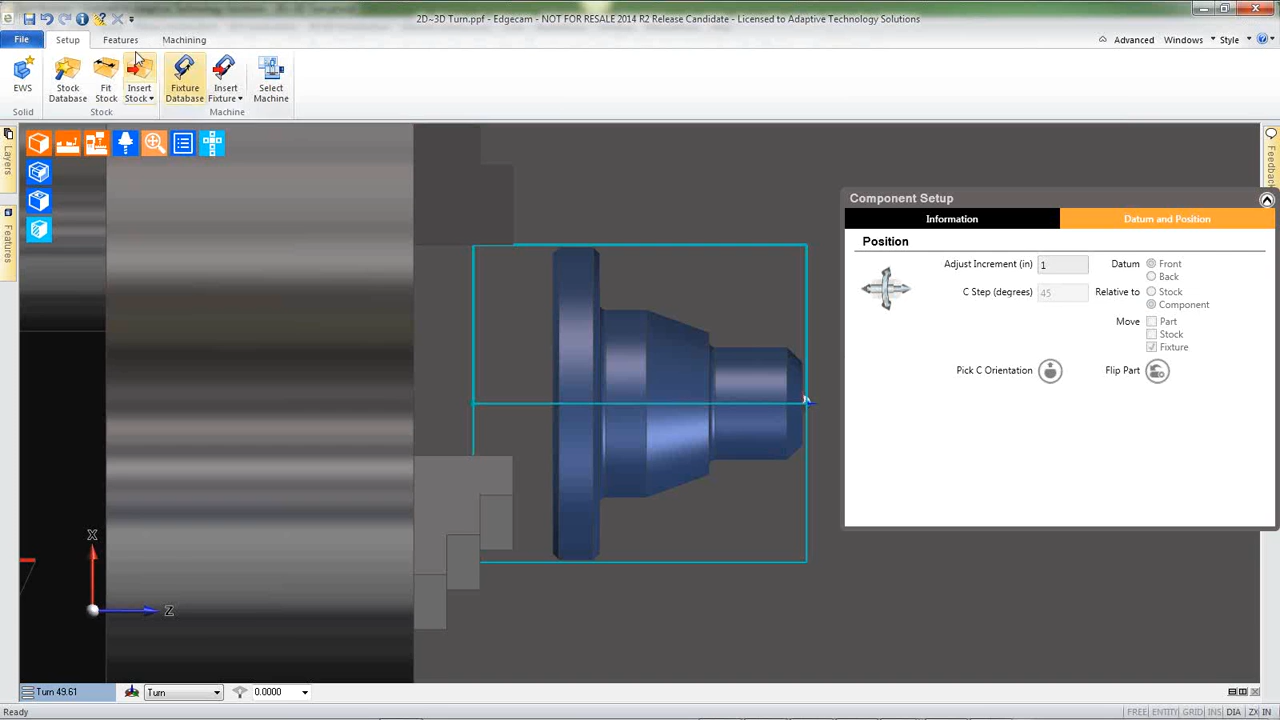 2D~3D Turn.ppf - Edgecam - NOT FOR RESALE 2014 R2 Release Candidate - Licensed to Adaptive Technology Solutions
File Setup Features Machining Advanced Windows Style
EWS Stock Database Fit Stock Insert Stock Fixture Database Insert Fixture Select Machine
Solid Stock Machine
Layers
Features
Feedback
Component Setup
Information Datum and Position
Position
Adjust Increment (in) 1 Datum Front
Back
C Step (degrees) 45 Relative to Stock
Component
Move Part
Stock
Fixture
Pick C Orientation Flip Part
X
Z
Turn 49.61 Turn 0.0000
Ready FREE ENTITY GRID INS DIA ZX IN